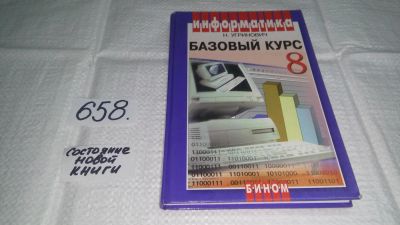 658.
состояние
новой
книги
ИНФОРМАТИКА
Н. УГРИНОВИЧ
БАЗОВЫЙ КУРС
8
БИНОМ